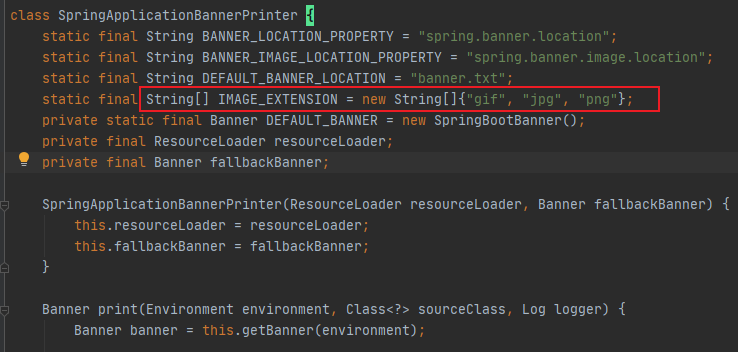 class SpringApplicationBannerPrinter {
    static final String BANNER_LOCATION_PROPERTY = "spring.banner.location";
    static final String BANNER_IMAGE_LOCATION_PROPERTY = "spring.banner.image.location";
    static final String DEFAULT_BANNER_LOCATION = "banner.txt";
    static final String[] IMAGE_EXTENSION = new String[]{"gif", "jpg", "png"};
    private static final Banner DEFAULT_BANNER = new SpringBootBanner();
    private final ResourceLoader resourceLoader;
    private final Banner fallbackBanner;

    SpringApplicationBannerPrinter(ResourceLoader resourceLoader, Banner fallbackBanner) {
        this.resourceLoader = resourceLoader;
        this.fallbackBanner = fallbackBanner;
    }

    Banner print(Environment environment, Class<?> sourceClass, Log logger) {
        Banner banner = this.getBanner(environment);